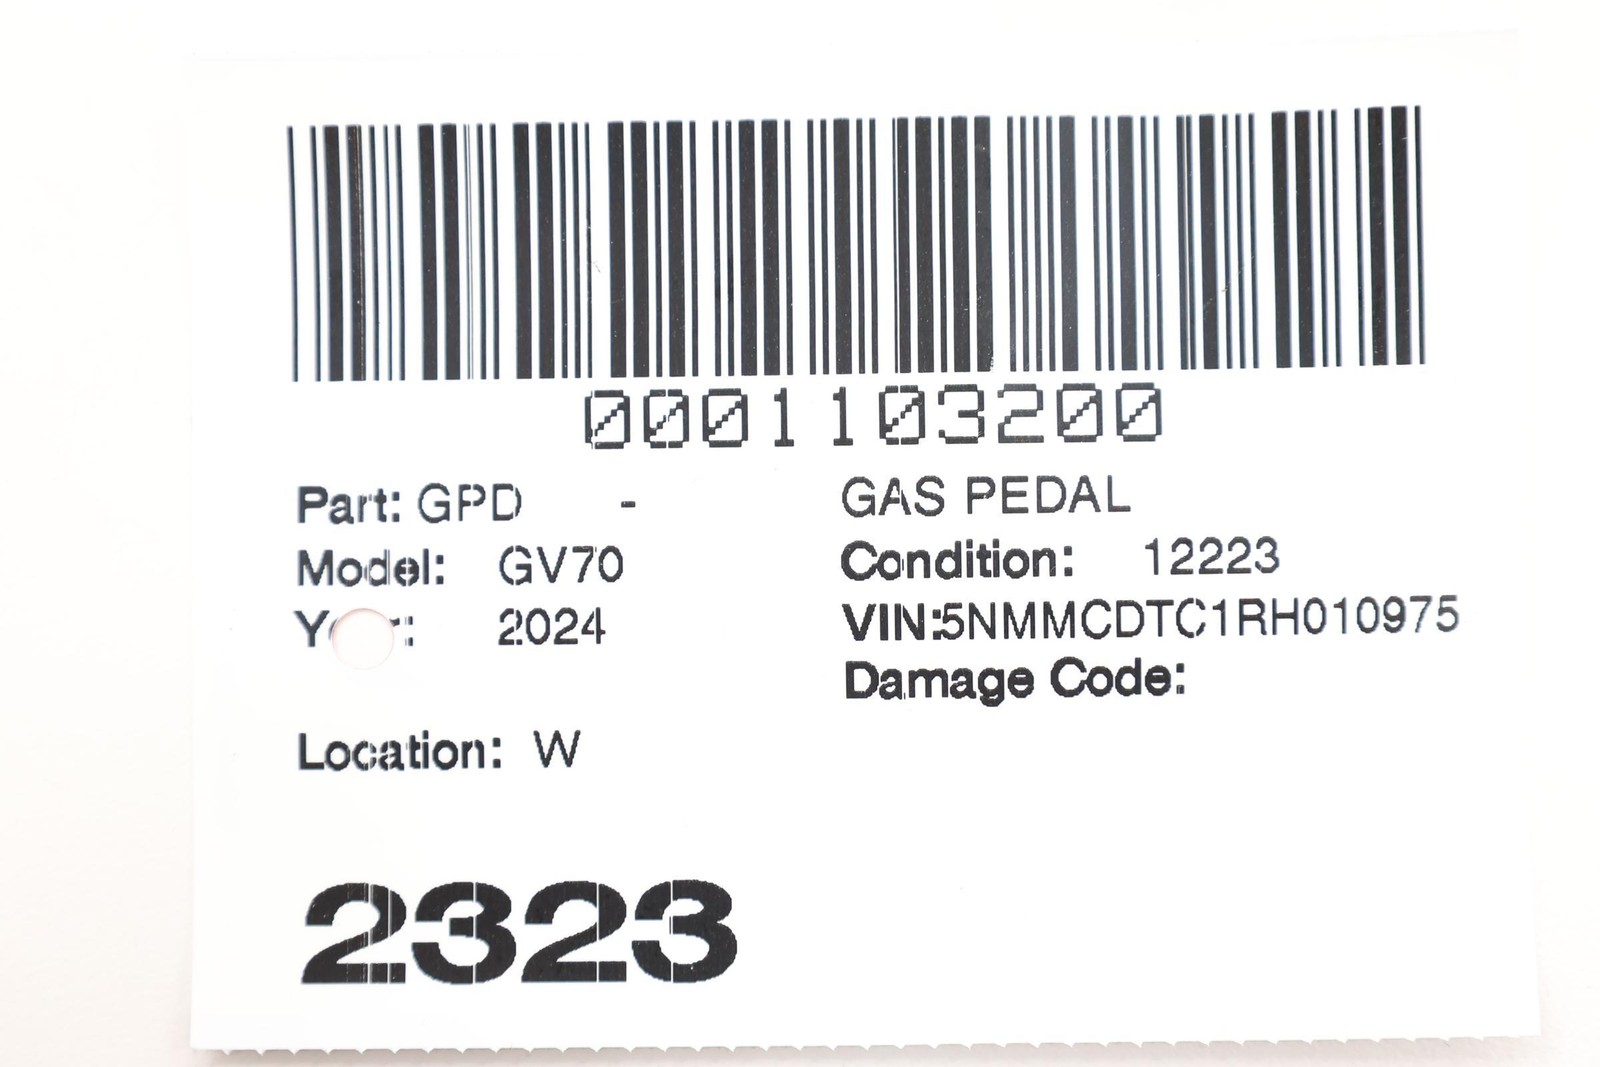 0001103200
Part: GPD - GAS PEDAL
Model: GV70 Condition: 12223
2024 VIN:5NMMCDTC1RH010975
Damage Code:
Location: W
2323